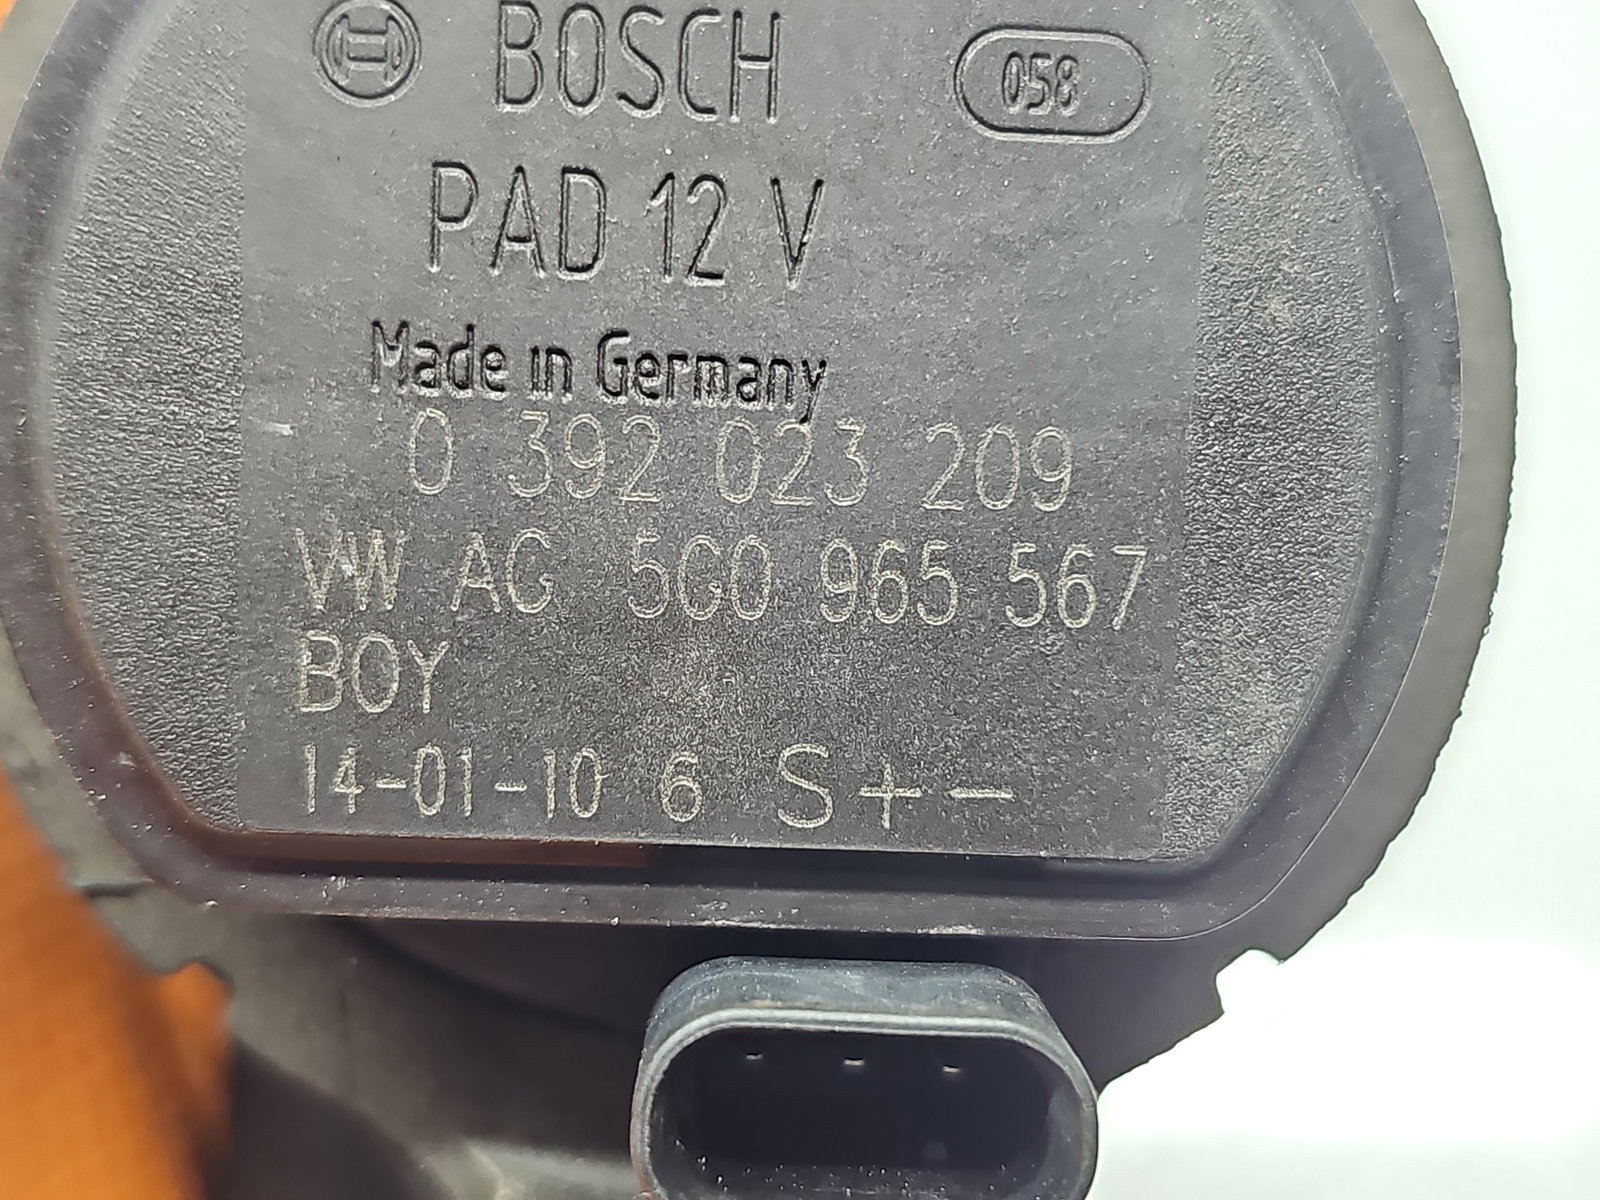 BOSCH 058
PAD 12 V
Made in Germany
0 392 023 209
VW AG 5G0 965 567
BOY
14-01-10 6 S + -